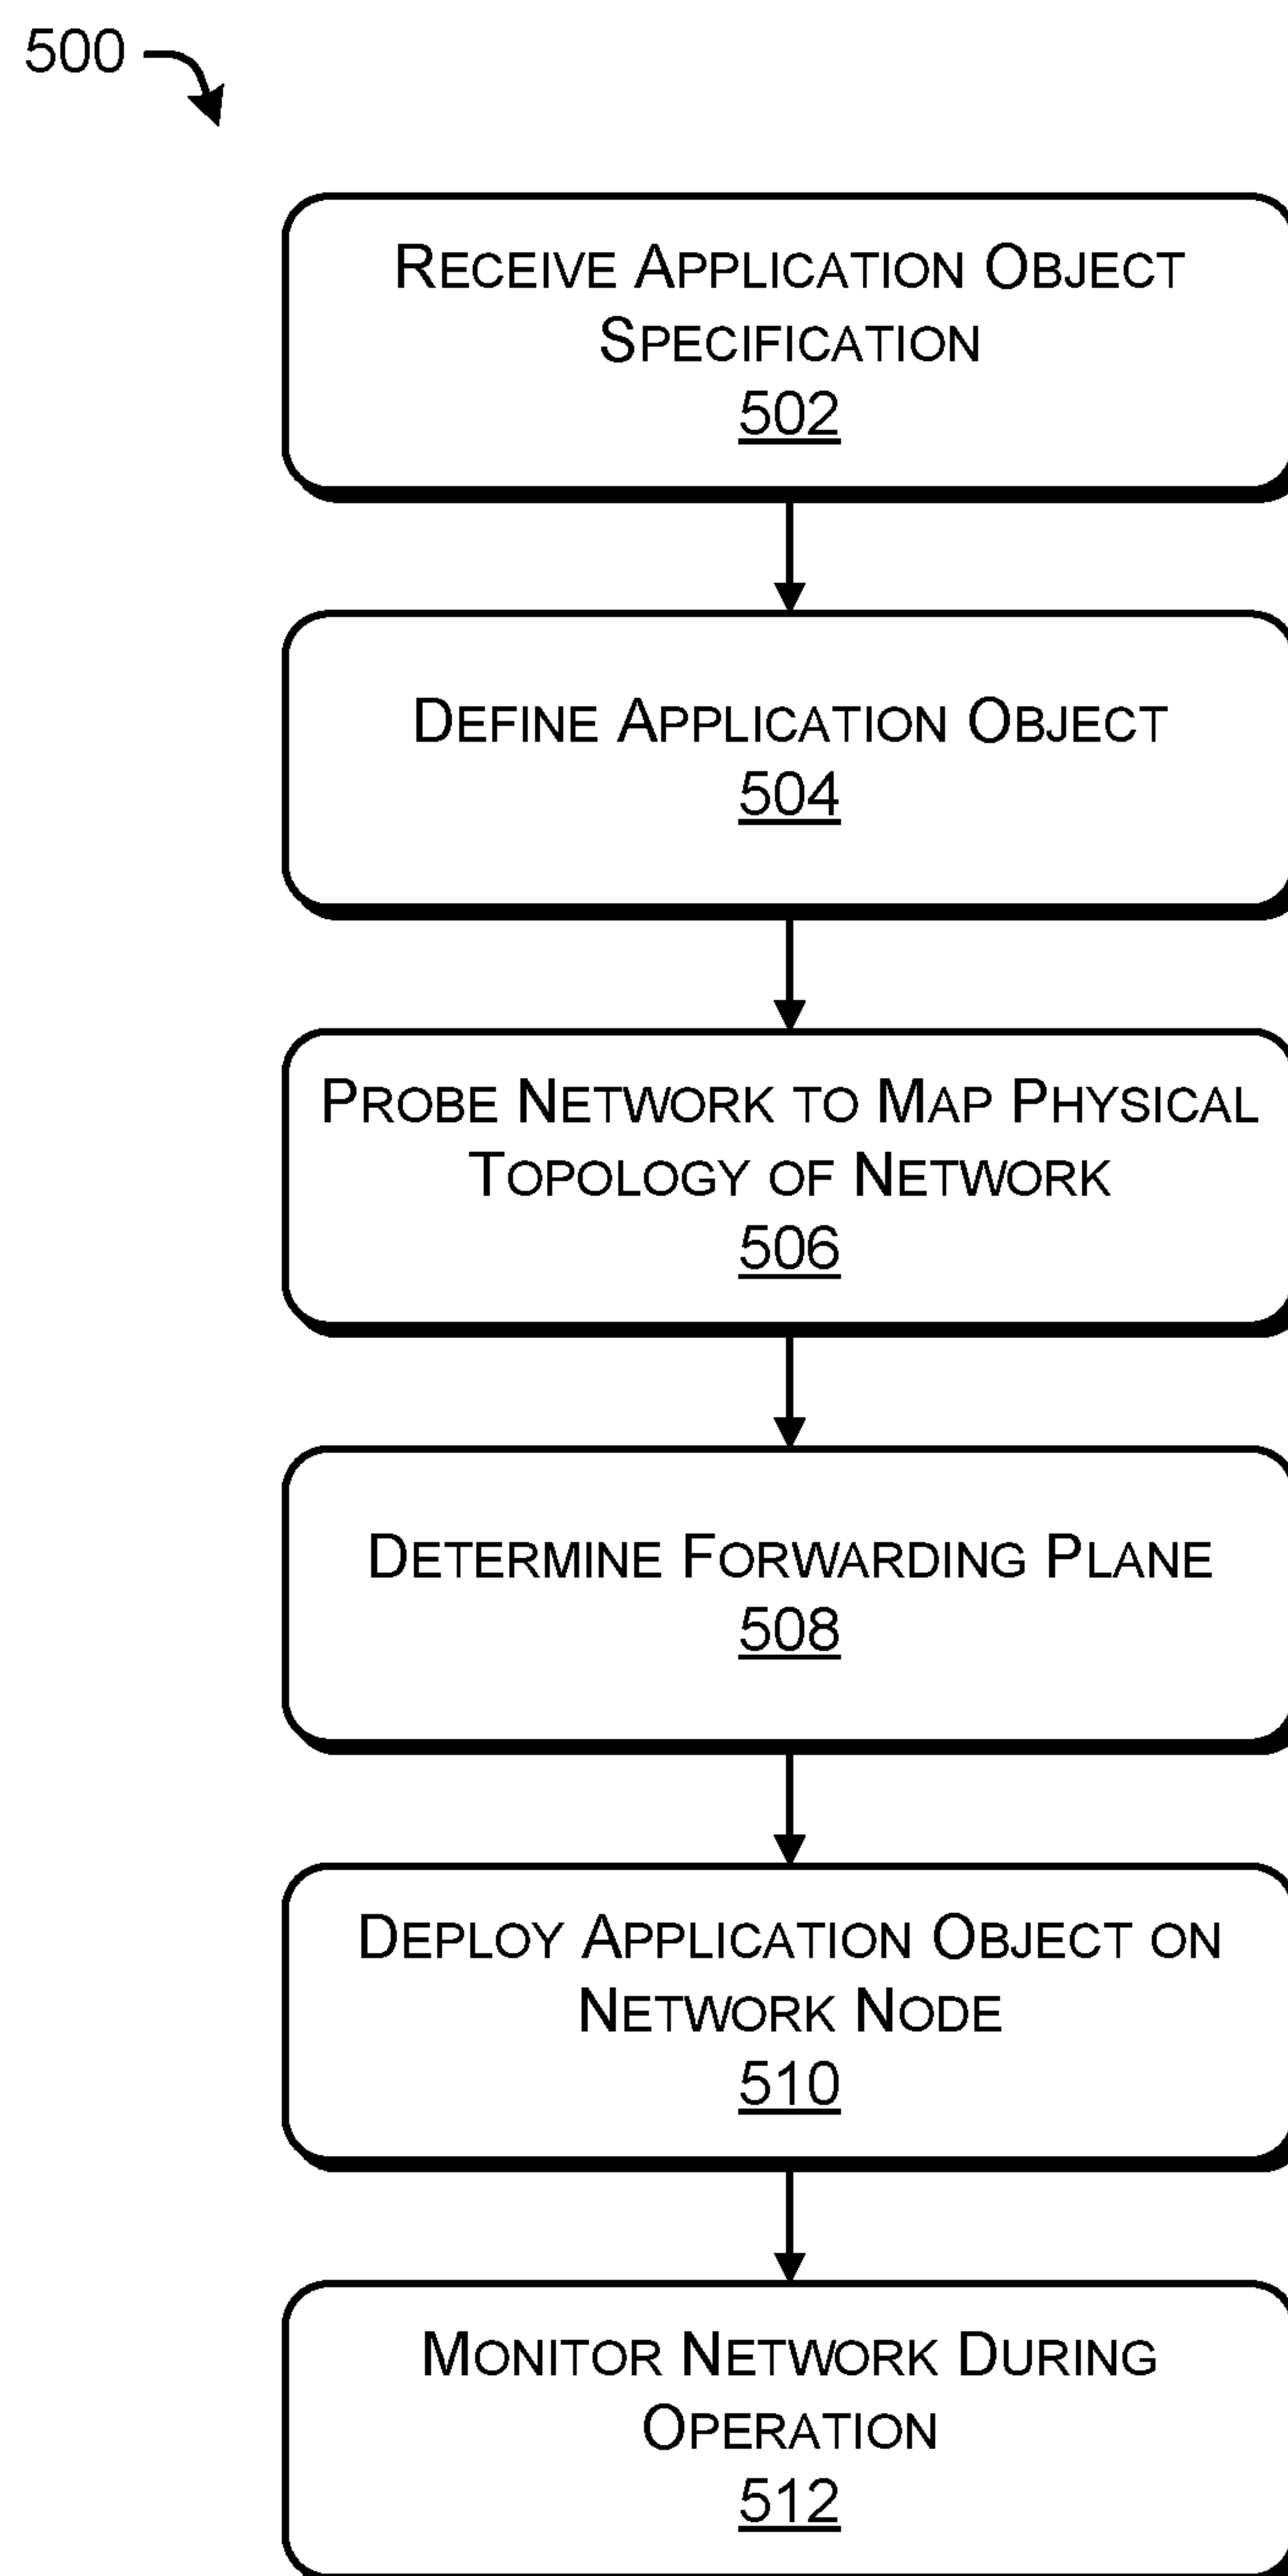 500
RECEIVE APPLICATION OBJECT
SPECIFICATION
502
DEFINE APPLICATION OBJECT
504
PROBE NETWORK TO MAP PHYSICAL
TOPOLOGY OF NETWORK
506
DETERMINE FORWARDING PLANE
508
DEPLOY APPLICATION OBJECT ON
NETWORK NODE
510
MONITOR NETWORK DURING
OPERATION
512